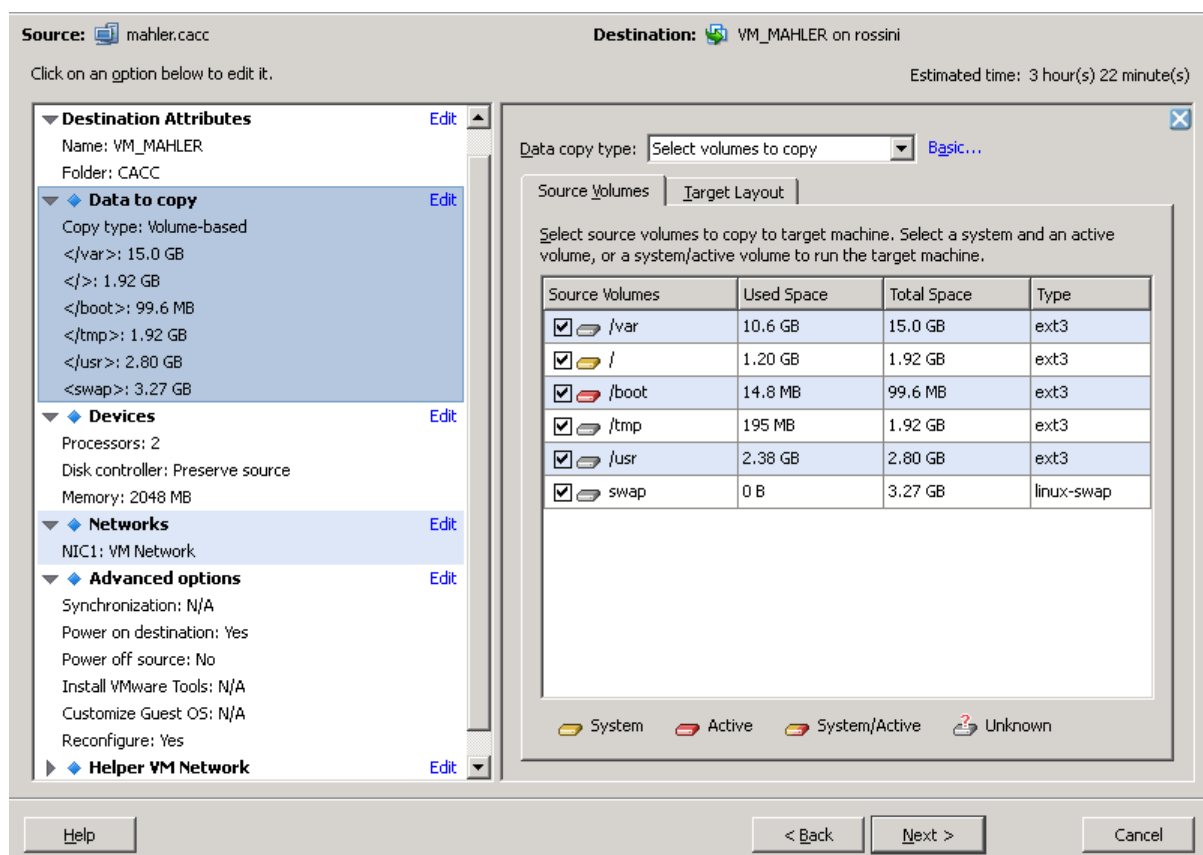 Source: mahler.cacc
Destination: VM_MAHLER on rossini
Click on an option below to edit it.
Estimated time: 3 hour(s) 22 minute(s)
Destination Attributes Edit
Name: VM_MAHLER
Folder: CACC
Data to copy Edit
Copy type: Volume-based
</var>: 15.0 GB
</>: 1.92 GB
</boot>: 99.6 MB
</tmp>: 1.92 GB
</usr>: 2.80 GB
<swap>: 3.27 GB
Devices Edit
Processors: 2
Disk controller: Preserve source
Memory: 2048 MB
Networks Edit
NIC1: VM Network
Advanced options Edit
Synchronization: N/A
Power on destination: Yes
Power off source: No
Install VMware Tools: N/A
Customize Guest OS: N/A
Reconfigure: Yes
Helper VM Network Edit
Data copy type: Select volumes to copy Basic...
Source Volumes Target Layout
Select source volumes to copy to target machine. Select a system and an active
volume, or a system/active volume to run the target machine.
Source Volumes Used Space Total Space Type
/var 10.6 GB 15.0 GB ext3
/ 1.20 GB 1.92 GB ext3
/boot 14.8 MB 99.6 MB ext3
/tmp 195 MB 1.92 GB ext3
/usr 2.38 GB 2.80 GB ext3
swap 0 B 3.27 GB linux-swap
System Active System/Active ? Unknown
Help < Back Next > Cancel